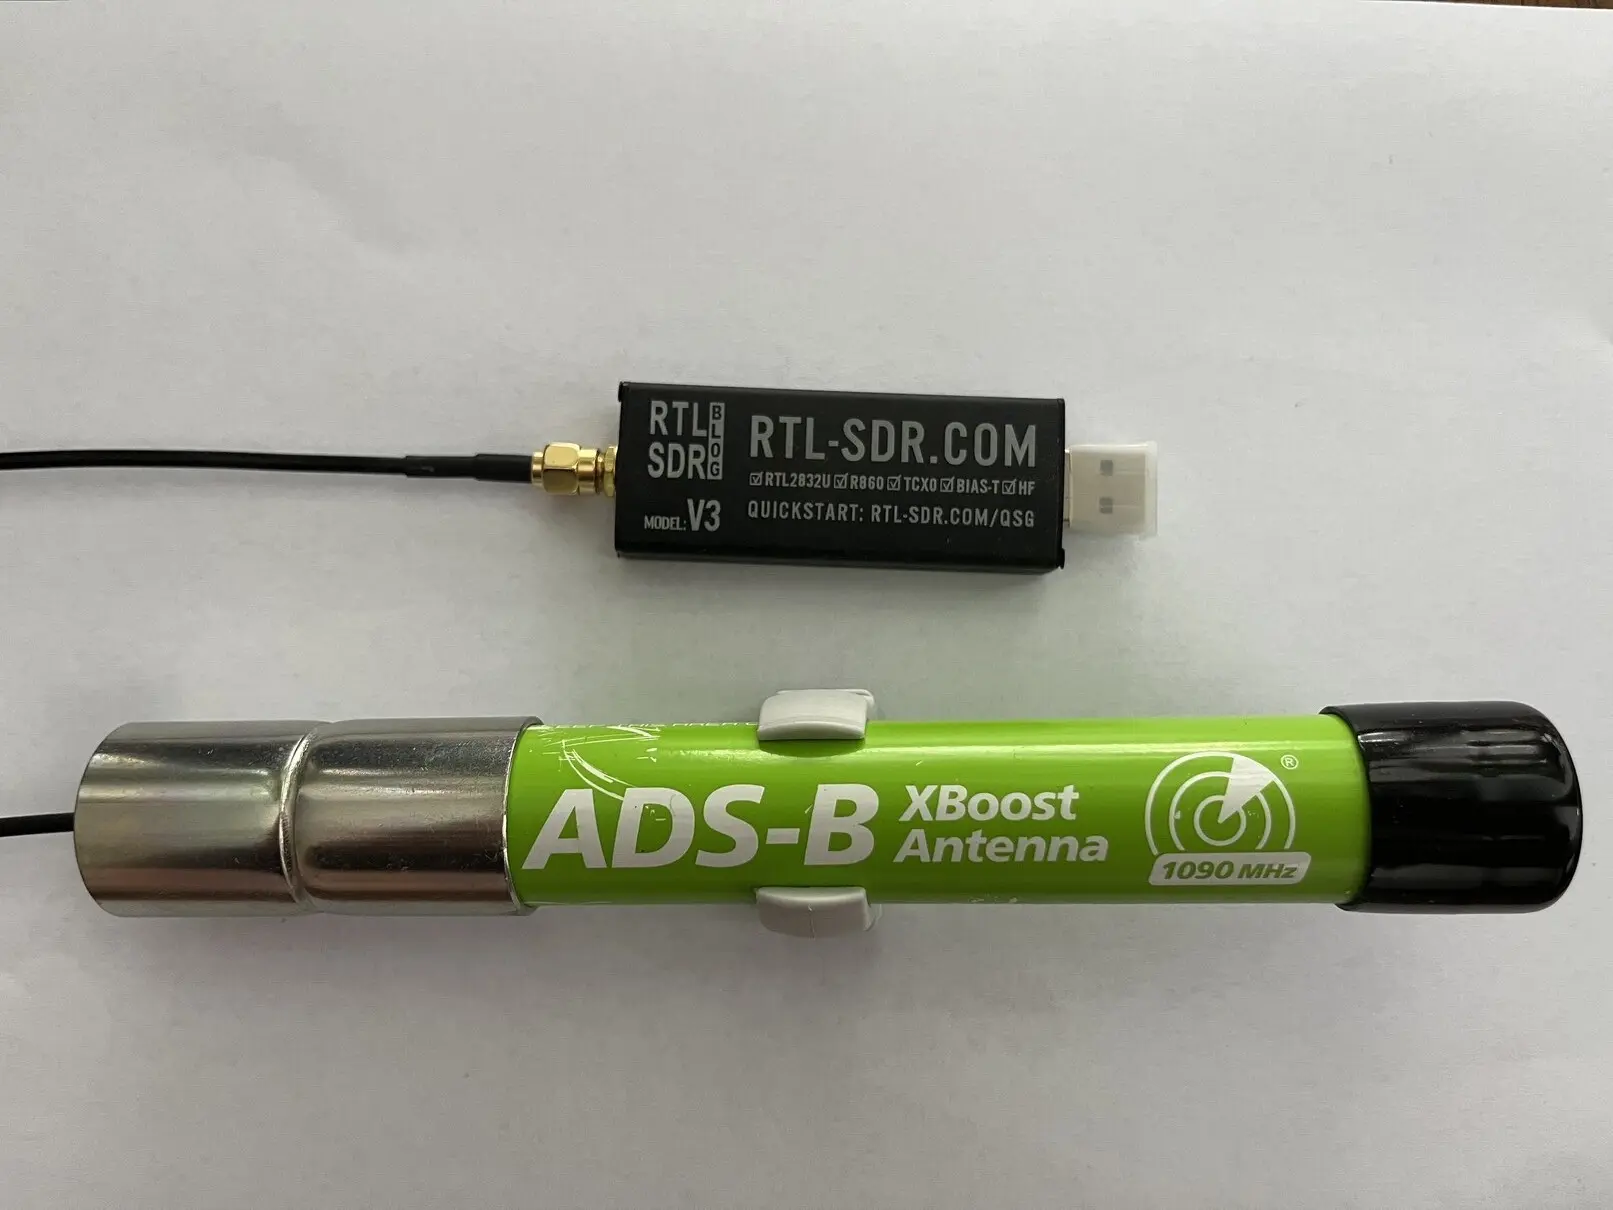 RTL
SDR
BLOG
MODEL: V3
RTL-SDR.COM
☑ RTL2832U ☑ R860 ☑ TCXO ☑ BIAS-T ☑ HF
QUICKSTART: RTL-SDR.COM/QSG
ADS-B
XBoost
Antenna
®
1090 MHz